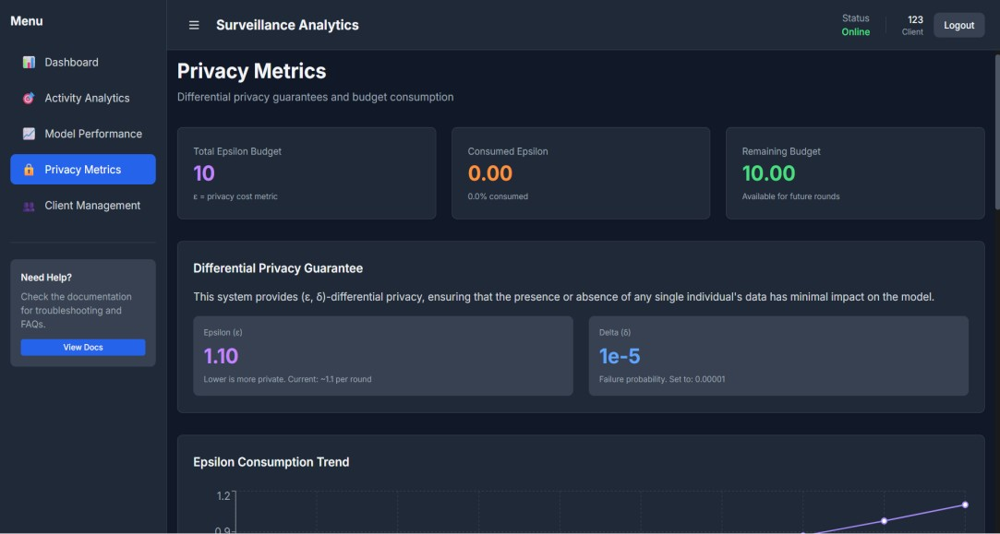 Menu
Dashboard
Activity Analytics
Model Performance
Privacy Metrics
Client Management
Need Help?
Check the documentation
for troubleshooting and
FAQs.
View Docs
☰ Surveillance Analytics
Status
Online
123
Client
Logout
Privacy Metrics
Differential privacy guarantees and budget consumption
Total Epsilon Budget
10
ε = privacy cost metric
Consumed Epsilon
0.00
0.0% consumed
Remaining Budget
10.00
Available for future rounds
Differential Privacy Guarantee
This system provides (ε, δ)-differential privacy, ensuring that the presence or absence of any single individual's data has minimal impact on the model.
Epsilon (ε)
1.10
Lower is more private. Current: ~1.1 per round
Delta (δ)
1e-5
Failure probability. Set to: 0.00001
Epsilon Consumption Trend
1.2
0.9